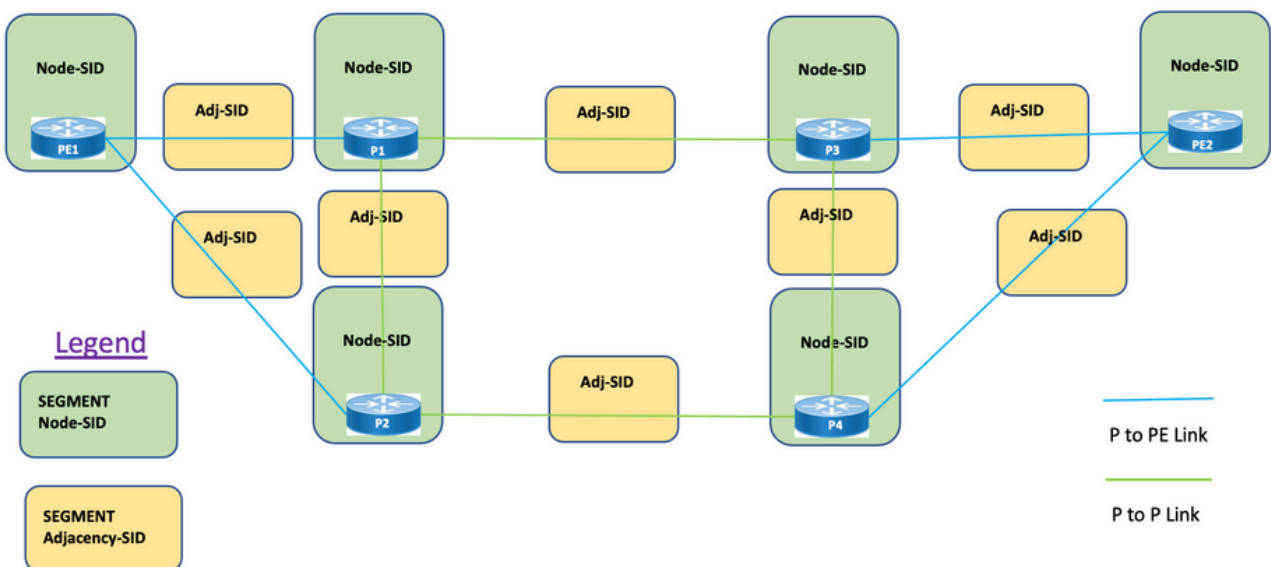 Node-SID
Node-SID
Node-SID
Node-SID
Adj-SID
Adj-SID
Adj-SID
PE1
P1
P3
PE2
Adj-SID
Adj-SID
Adj-SID
Adj-SID
Legend
Node-SID
Node-SID
Adj-SID
SEGMENT
Node-SID
P2
P4
P to PE Link
SEGMENT
Adjacency-SID
P to P Link